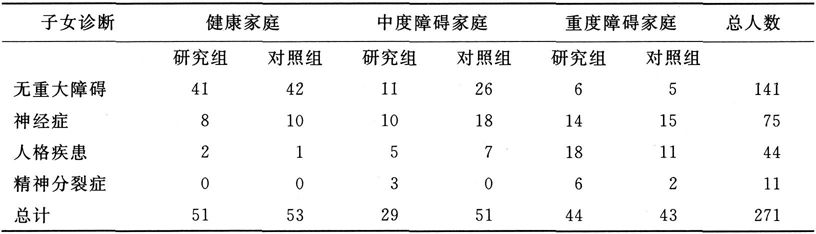 子女诊断 健康家庭 中度障碍家庭 重度障碍家庭 总人数
研究组 对照组 研究组 对照组 研究组 对照组
无重大障碍 41 42 11 26 6 5 141
神经症 8 10 10 18 14 15 75
人格疾患 2 1 5 7 18 11 44
精神分裂症 0 0 3 0 6 2 11
总计 51 53 29 51 44 43 271